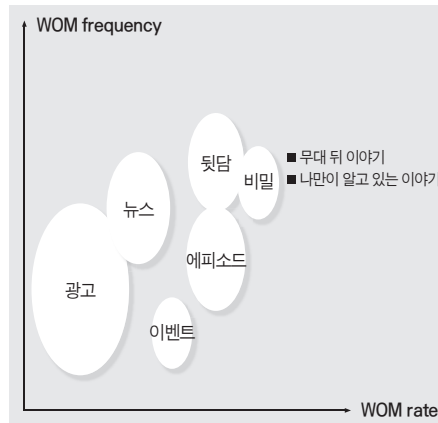 WOM frequency
뒷담
비밀
■ 무대 뒤 이야기
■ 나만이 알고 있는 이야기
뉴스
에피소드
광고
이벤트
WOM rate